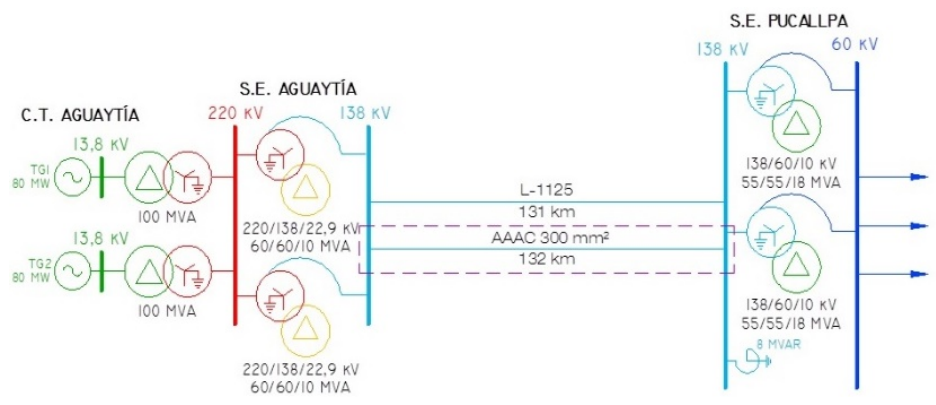 S.E. PUCALLPA
138 kV
60 kV
S.E. AGUAYTÍA
220 kV
138 kV
C.T. AGUAYTÍA
13,8 kV
TG1
80 MW
100 MVA
220/138/22,9 kV
60/60/10 MVA
138/60/10 kV
55/55/18 MVA
L-1125
131 km
AAAC 300 mm²
132 km
13,8 kV
TG2
80 MW
100 MVA
220/138/22,9 kV
60/60/10 MVA
138/60/10 kV
55/55/18 MVA
8 MVAR